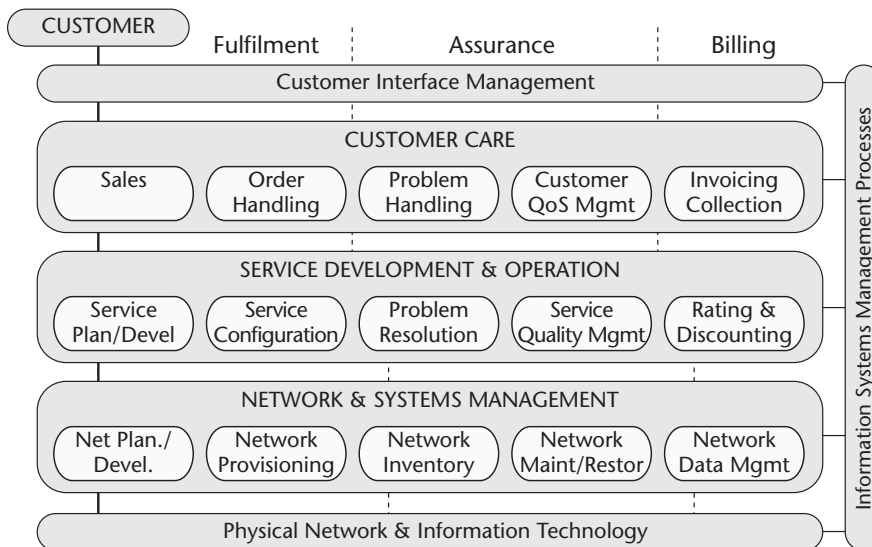 CUSTOMER
Fulfilment Assurance Billing
Customer Interface Management
CUSTOMER CARE
Sales
Order
Handling
Problem
Handling
Customer
QoS Mgmt
Invoicing
Collection
SERVICE DEVELOPMENT & OPERATION
Service
Plan/Devel
Service
Configuration
Problem
Resolution
Service
Quality Mgmt
Rating &
Discounting
NETWORK & SYSTEMS MANAGEMENT
Net Plan./
Devel.
Network
Provisioning
Network
Inventory
Network
Maint/Restor
Network
Data Mgmt
Physical Network & Information Technology
Information Systems Management Processes